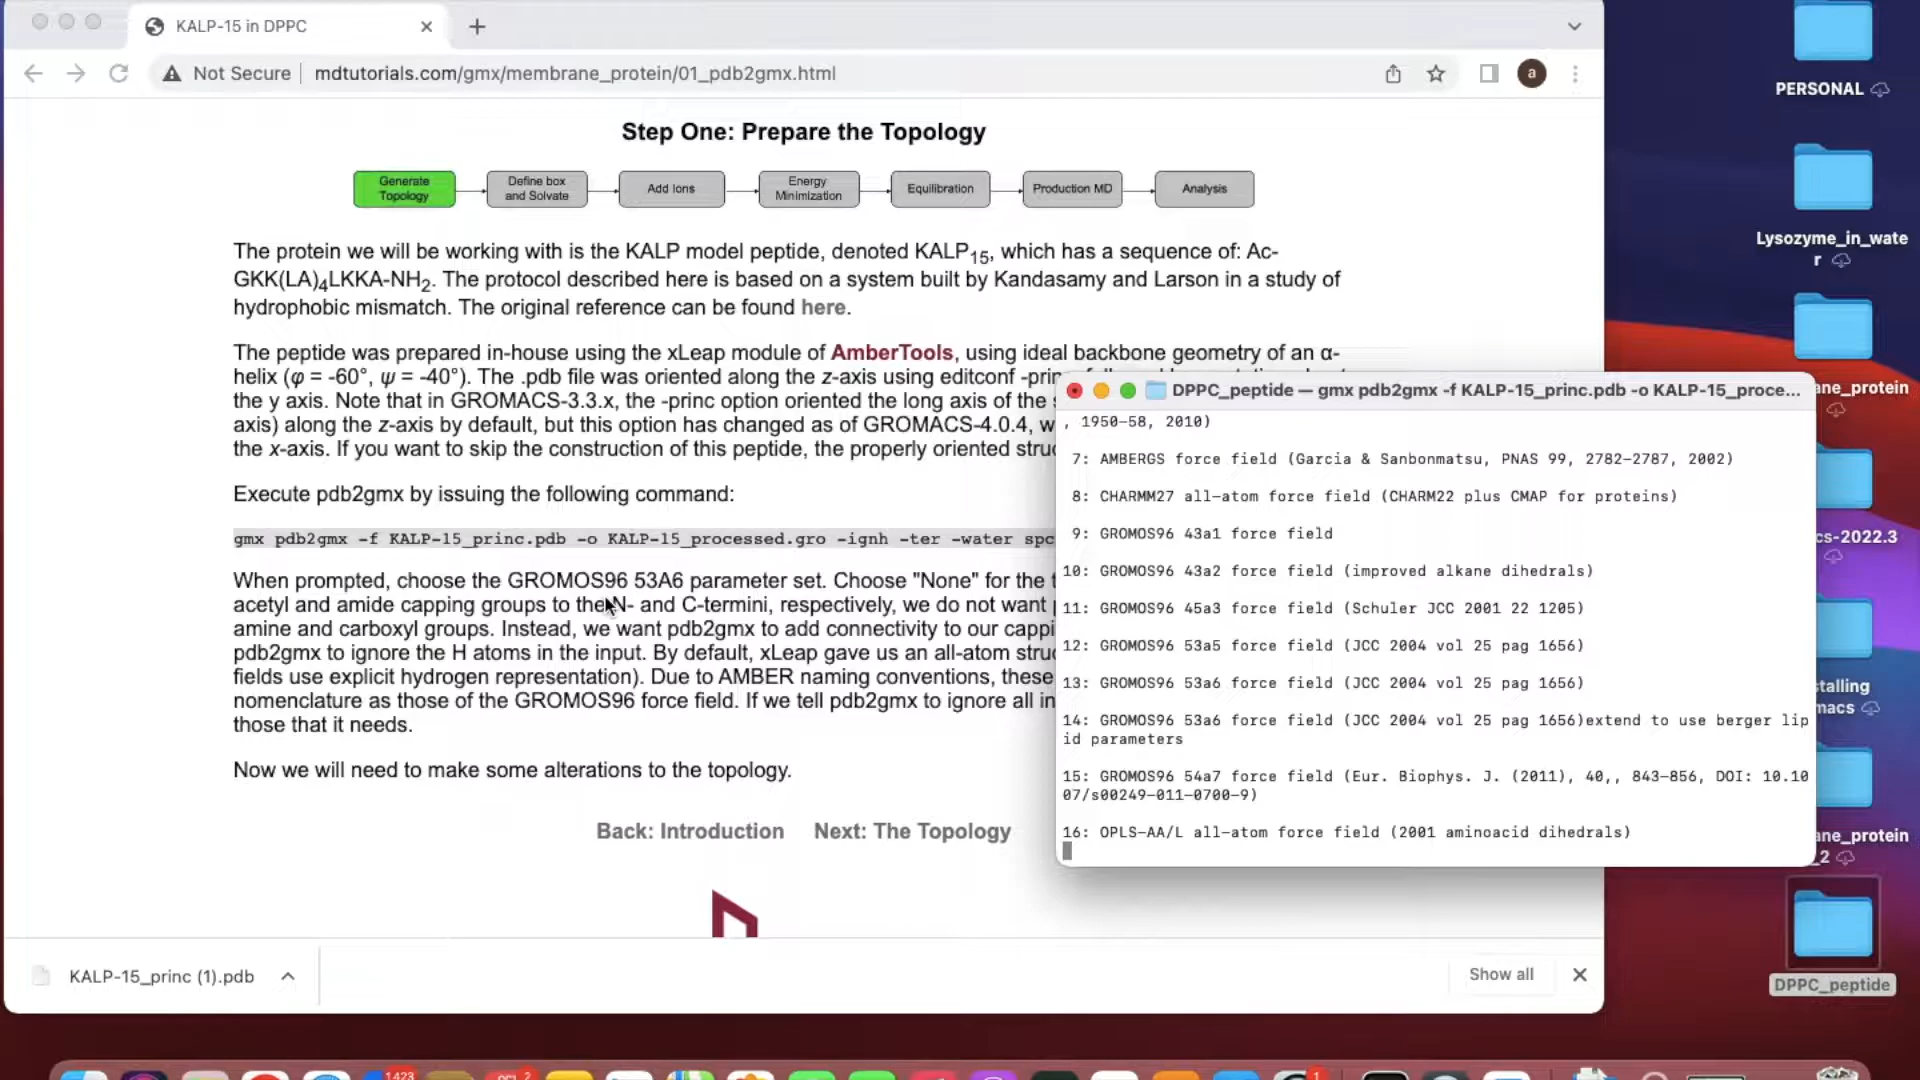 KALP-15 in DPPC
Not Secure
mdtutorials.com/gmx/membrane_protein/01_pdb2gmx.html
a
Step One: Prepare the Topology
Generate
Topology
Define box
and Solvate
Add Ions
Energy
Minimization
Equilibration
Production MD
Analysis
The protein we will be working with is the KALP model peptide, denoted KALP15, which has a sequence of: Ac-
GKK(LA)4LKKA-NH2. The protocol described here is based on a system built by Kandasamy and Larson in a study of
hydrophobic mismatch. The original reference can be found here.
The peptide was prepared in-house using the xLeap module of AmberTools, using ideal backbone geometry of an α-
helix (φ = -60°, ψ = -40°). The .pdb file was oriented along the z-axis using editconf -prin
the y axis. Note that in GROMACS-3.3.x, the -princ option oriented the long axis of the s
axis) along the z-axis by default, but this option has changed as of GROMACS-4.0.4, w
the x-axis. If you want to skip the construction of this peptide, the properly oriented stru
Execute pdb2gmx by issuing the following command:
gmx pdb2gmx -f KALP-15_princ.pdb -o KALP-15_processed.gro -ignh -ter -water spc
When prompted, choose the GROMOS96 53A6 parameter set. Choose "None" for the t
acetyl and amide capping groups to the N- and C-termini, respectively, we do not want p
amine and carboxyl groups. Instead, we want pdb2gmx to add connectivity to our cappi
pdb2gmx to ignore the H atoms in the input. By default, xLeap gave us an all-atom stru
fields use explicit hydrogen representation). Due to AMBER naming conventions, these
nomenclature as those of the GROMOS96 force field. If we tell pdb2gmx to ignore all in
those that it needs.
Now we will need to make some alterations to the topology.
Back: Introduction Next: The Topology
KALP-15_princ (1).pdb
Show all
DPPC_peptide — gmx pdb2gmx -f KALP-15_princ.pdb -o KALP-15_proce...
, 1950-58, 2010)
7: AMBERGS force field (Garcia & Sanbonmatsu, PNAS 99, 2782-2787, 2002)
8: CHARMM27 all-atom force field (CHARM22 plus CMAP for proteins)
9: GROMOS96 43a1 force field
10: GROMOS96 43a2 force field (improved alkane dihedrals)
11: GROMOS96 45a3 force field (Schuler JCC 2001 22 1205)
12: GROMOS96 53a5 force field (JCC 2004 vol 25 pag 1656)
13: GROMOS96 53a6 force field (JCC 2004 vol 25 pag 1656)
14: GROMOS96 53a6 force field (JCC 2004 vol 25 pag 1656)extend to use berger lip
id parameters
15: GROMOS96 54a7 force field (Eur. Biophys. J. (2011), 40,, 843-856, DOI: 10.10
07/s00249-011-0700-9)
16: OPLS-AA/L all-atom force field (2001 aminoacid dihedrals)
PERSONAL
Lysozyme_in_wate
r
ane_protein
cs-2022.3
stalling
macs
ane_protein
_2
DPPC_peptide
1423